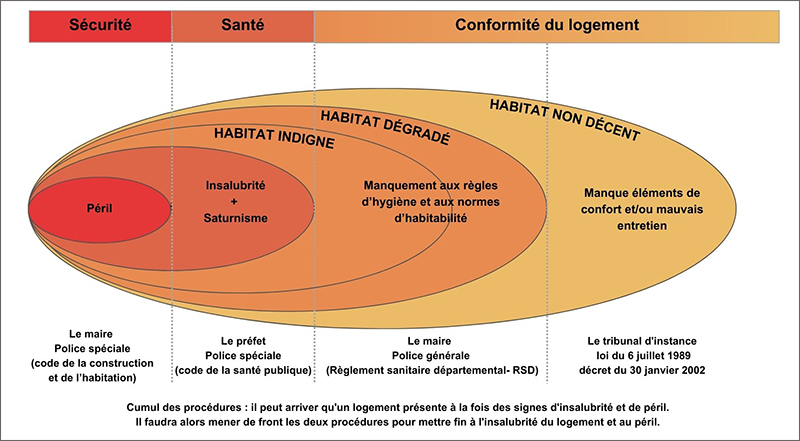 Sécurité
Santé
Conformité du logement
HABITAT NON DÉCENT
HABITAT DÉGRADÉ
HABITAT INDIGNE
Péril
Insalubrité
+
Saturnisme
Manquement aux règles
d'hygiène et aux normes
d'habitabilité
Manque éléments de
confort et/ou mauvais
entretien
Le maire
Police spéciale
(code de la construction
et de l'habitation)
Le préfet
Police spéciale
(code de la santé publique)
Le maire
Police générale
(Règlement sanitaire départemental- RSD)
Le tribunal d'instance
loi du 6 juillet 1989
décret du 30 janvier 2002
Cumul des procédures : il peut arriver qu'un logement présente à la fois des signes d'insalubrité et de péril.
Il faudra alors mener de front les deux procédures pour mettre fin à l'insalubrité du logement et au péril.